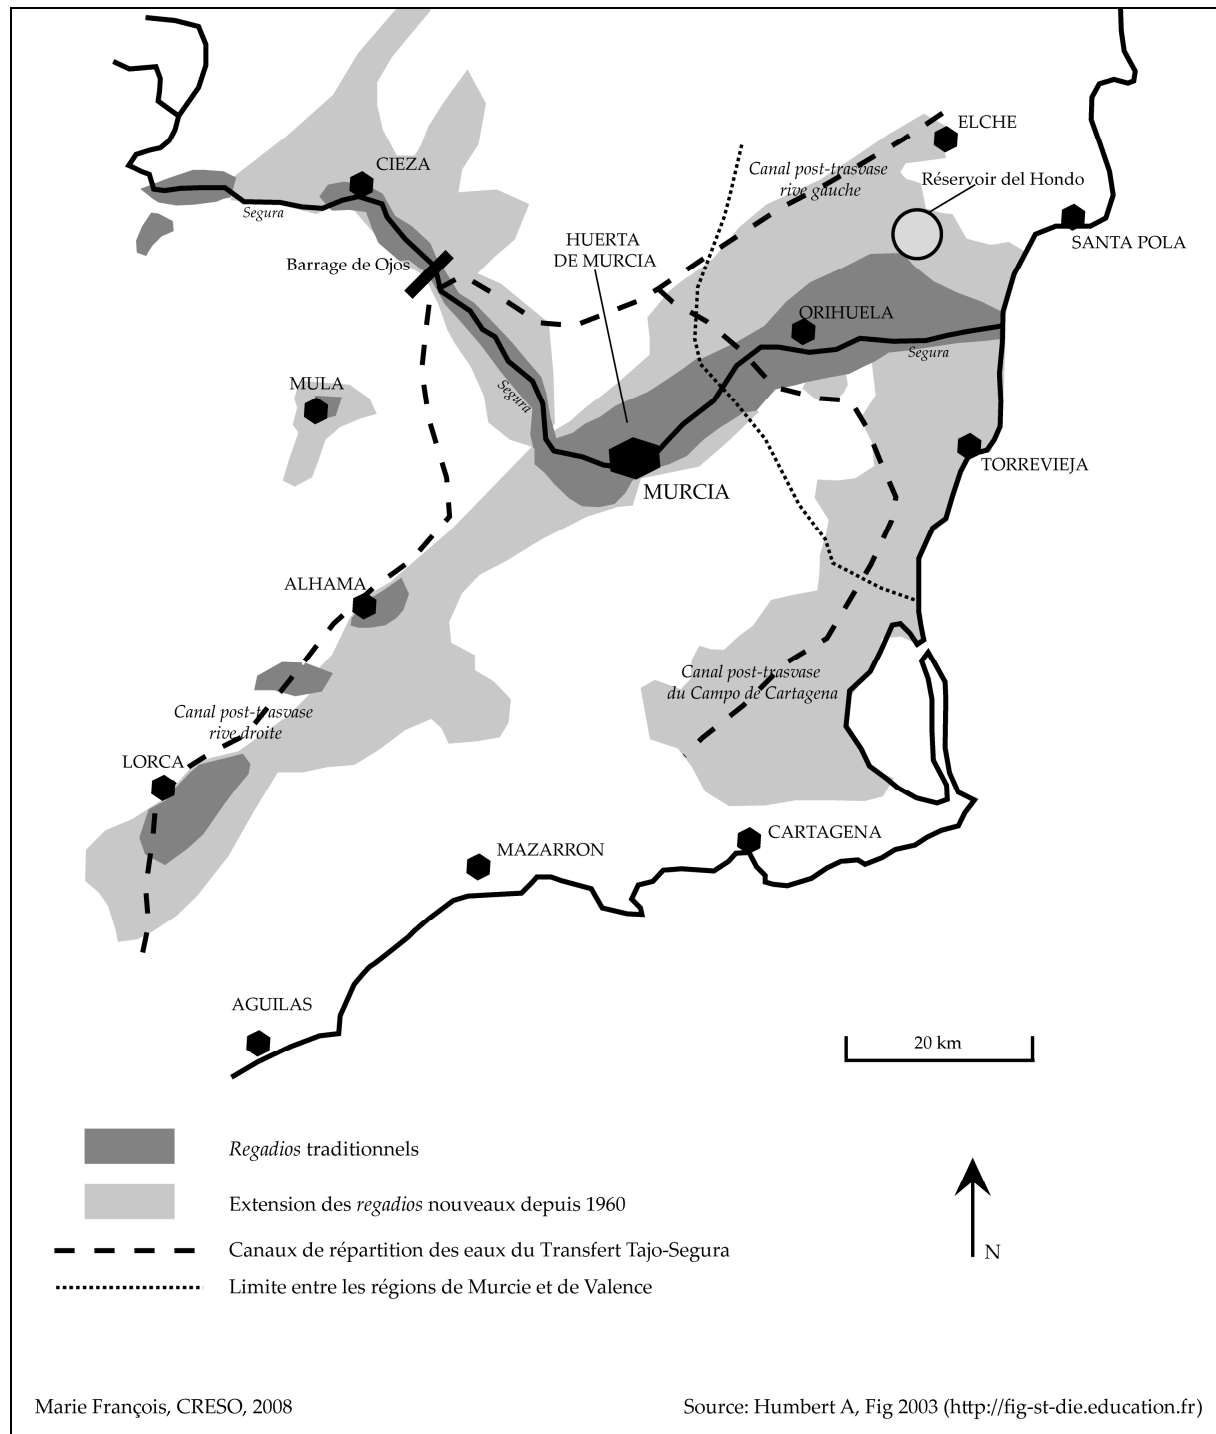 ELCHE
CIEZA
Canal post-trasvase
rive gauche
Réservoir del Hondo
Segura
HUERTA
DE MURCIA
SANTA POLA
Barrage de Ojos
ORIHUELA
Segura
MULA
Segura
TORREVIEJA
MURCIA
ALHAMA
Canal post-trasvase
du Campo de Cartagena
Canal post-trasvase
rive droite
LORCA
CARTAGENA
MAZARRON
AGUILAS
20 km
Regadios traditionnels
Extension des regadios nouveaux depuis 1960
Canaux de répartition des eaux du Transfert Tajo-Segura
N
Limite entre les régions de Murcie et de Valence
Marie François, CRESO, 2008
Source: Humbert A, Fig 2003 (http://fig-st-die.education.fr)